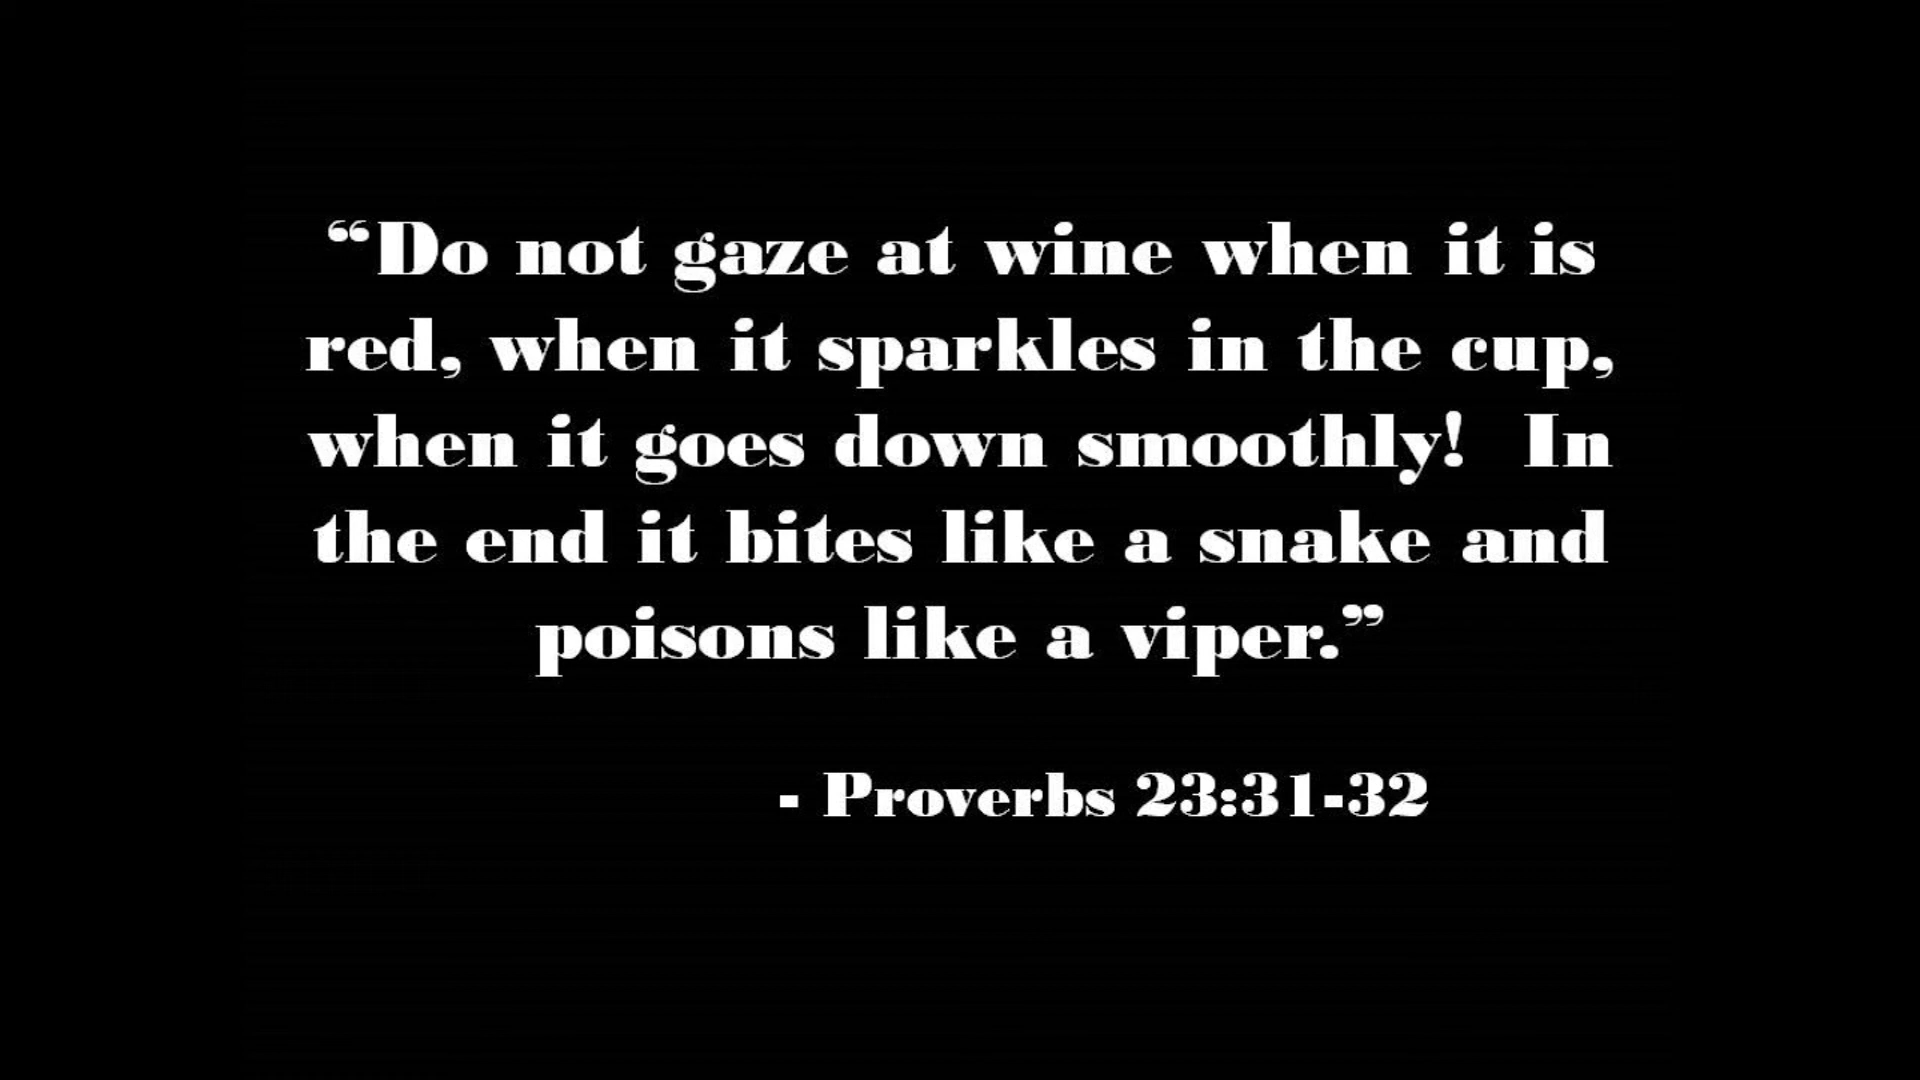 “Do not gaze at wine when it is
red, when it sparkles in the cup,
when it goes down smoothly!  In
the end it bites like a snake and
poisons like a viper.”
- Proverbs 23:31-32